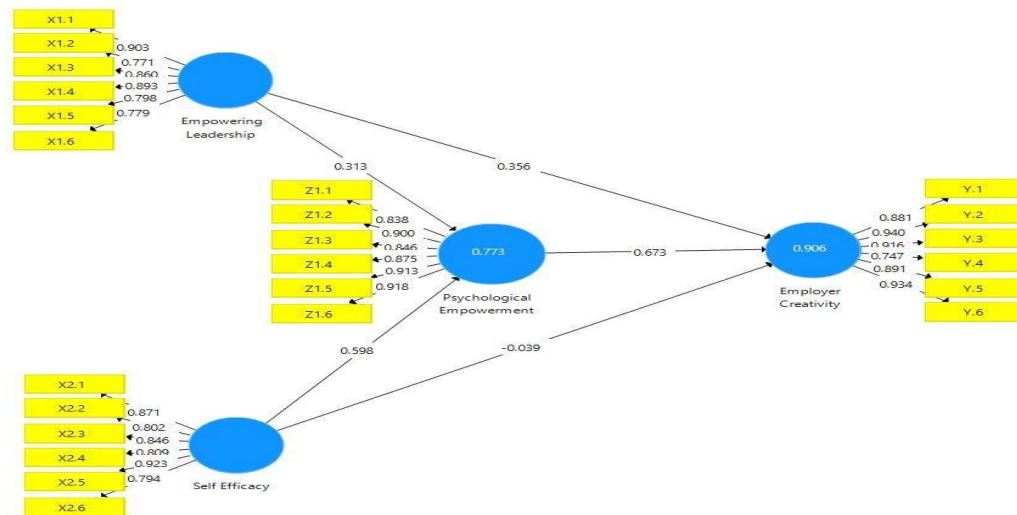 X1.1
X1.2
X1.3
X1.4
X1.5
X1.6
0.903
0.771
0.860
0.893
0.798
0.779
Empowering
Leadership
0.313
0.356
Z1.1
Z1.2
Z1.3
Z1.4
Z1.5
Z1.6
0.838
0.900
0.846
0.875
0.913
0.918
0.773
Psychological
Empowerment
0.673
0.906
Employer
Creativity
0.881
0.940
0.916
0.747
0.891
0.934
Y.1
Y.2
Y.3
Y.4
Y.5
Y.6
0.598
-0.039
X2.1
X2.2
X2.3
X2.4
X2.5
X2.6
0.871
0.802
0.846
0.809
0.923
0.794
Self Efficacy